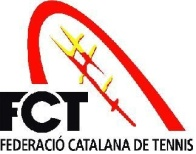 FCT
FEDERACIÓ CATALANA DE TENNIS